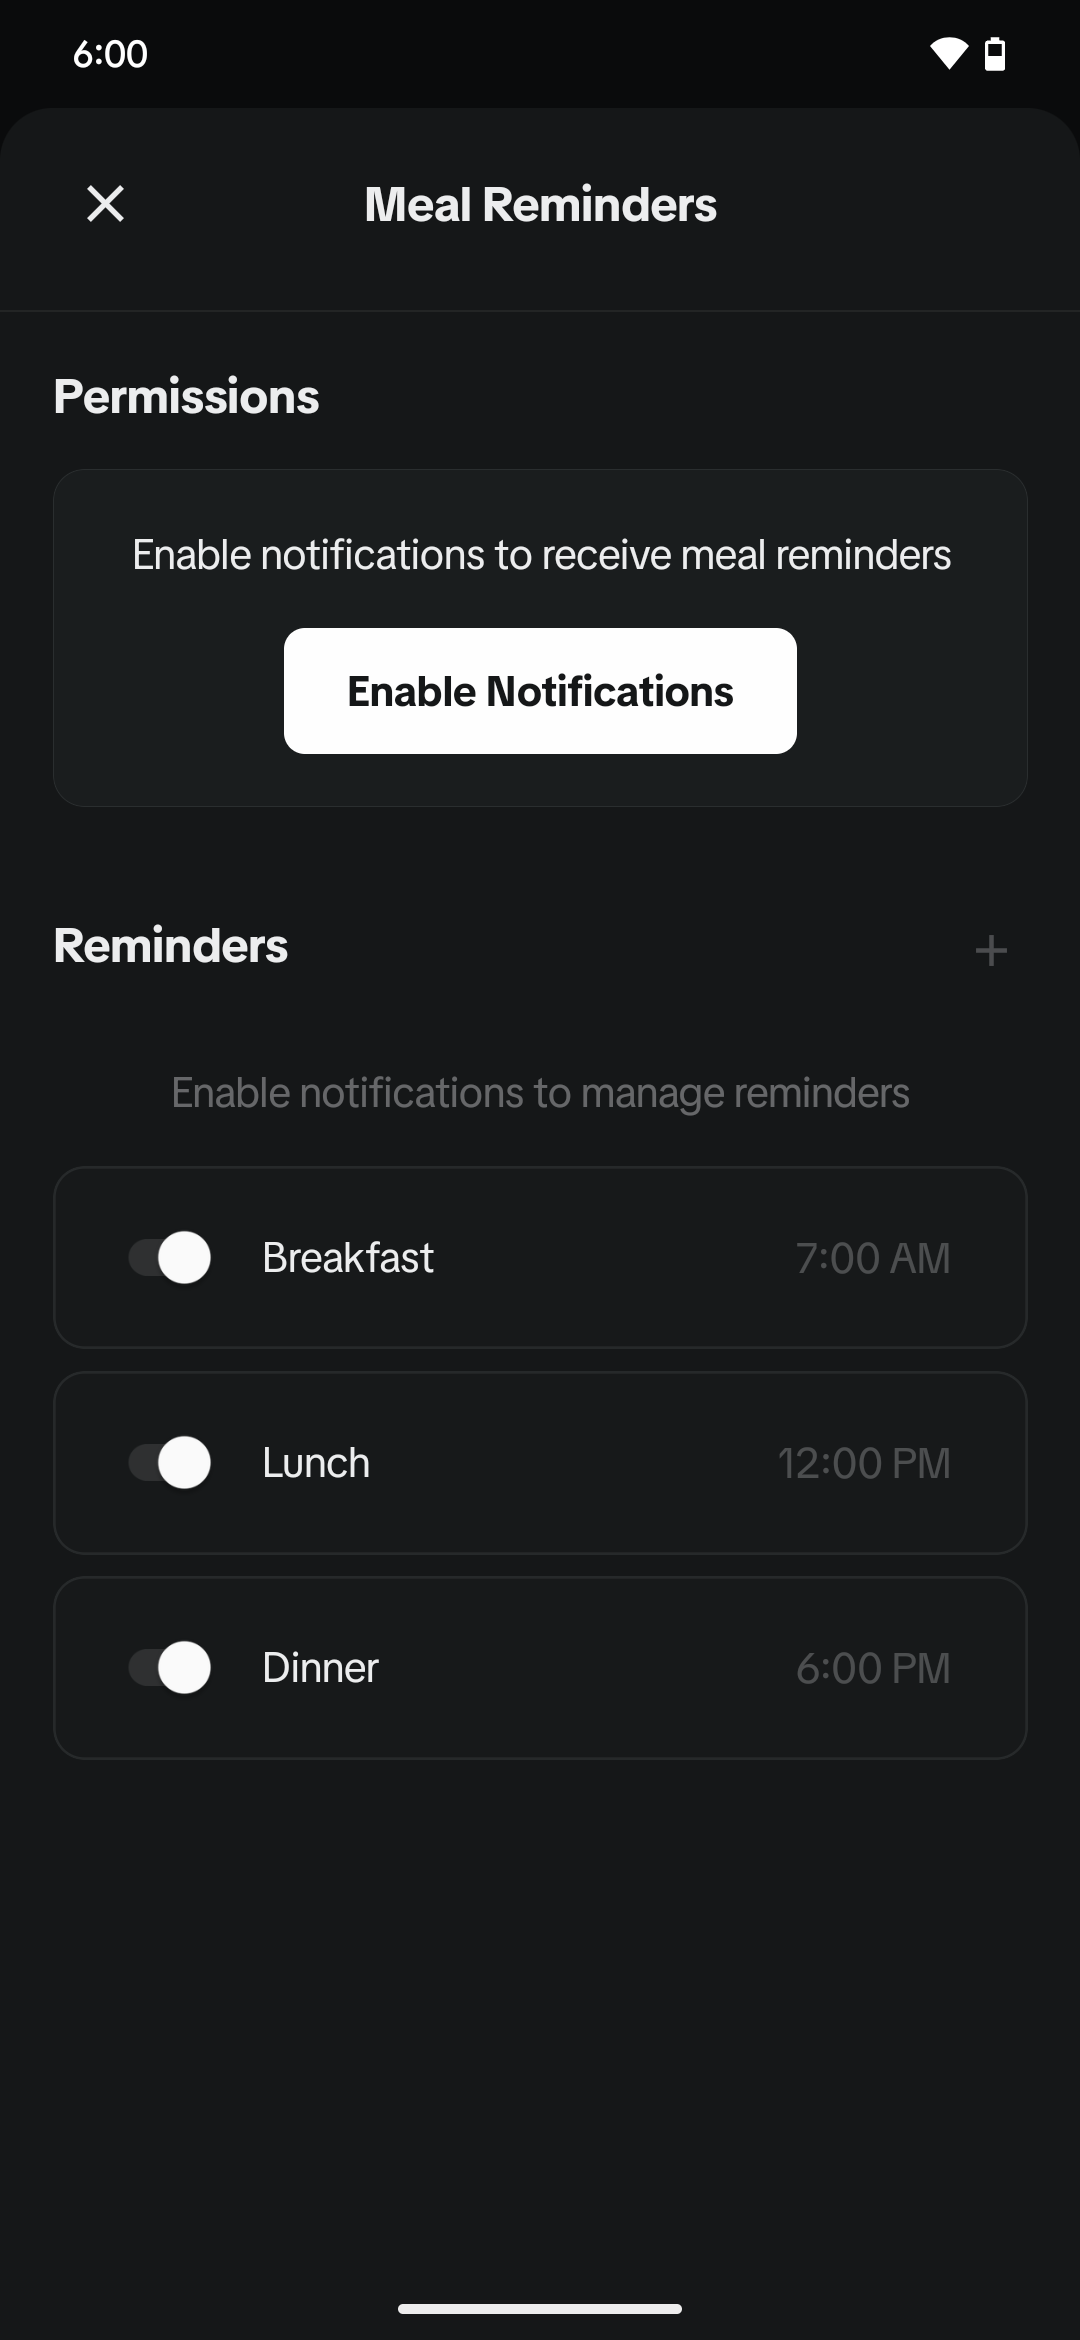 6:00
Meal Reminders
Permissions
Enable notifications to receive meal reminders
Enable Notifications
Reminders
Enable notifications to manage reminders
Breakfast 7:00 AM
Lunch 12:00 PM
Dinner 6:00 PM